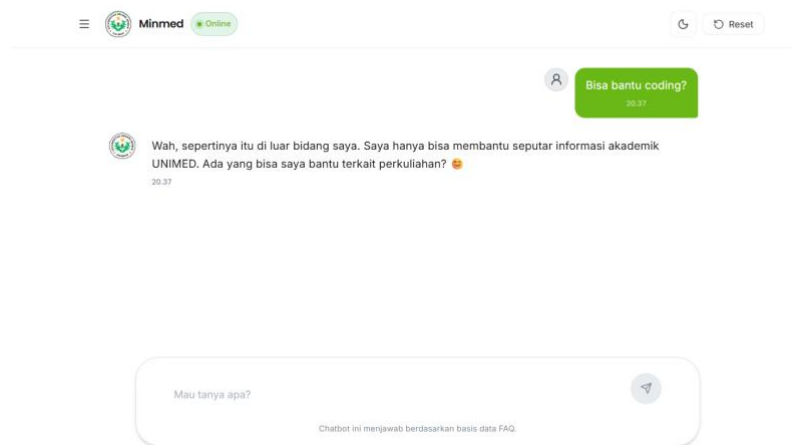 Minmed
Online
Reset
Bisa bantu coding?
20.37
Wah, sepertinya itu di luar bidang saya. Saya hanya bisa membantu seputar informasi akademik
UNIMED. Ada yang bisa saya bantu terkait perkuliahan?
20.37
Mau tanya apa?
Chatbot ini menjawab berdasarkan basis data FAQ.